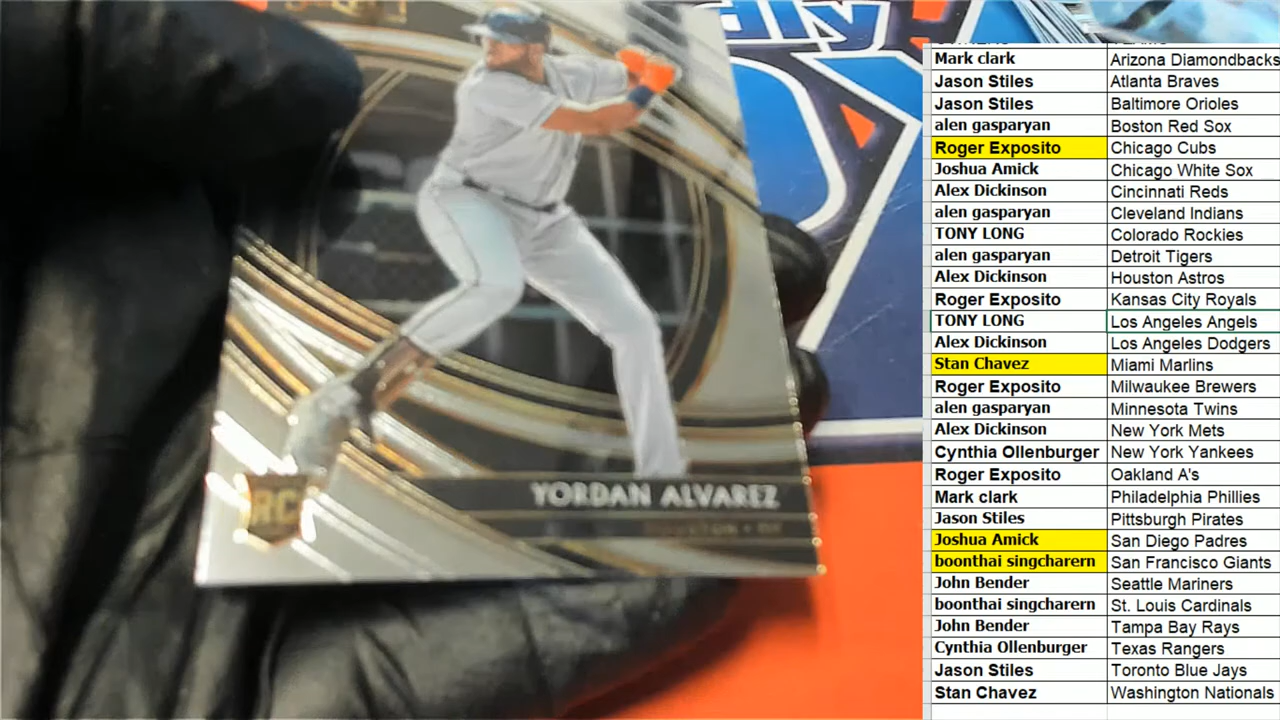 RC
YORDAN ALVAREZ
Mark clark Arizona Diamondbacks
Jason Stiles Atlanta Braves
Jason Stiles Baltimore Orioles
alen gasparyan Boston Red Sox
Roger Exposito Chicago Cubs
Joshua Amick Chicago White Sox
Alex Dickinson Cincinnati Reds
alen gasparyan Cleveland Indians
TONY LONG Colorado Rockies
alen gasparyan Detroit Tigers
Alex Dickinson Houston Astros
Roger Exposito Kansas City Royals
TONY LONG Los Angeles Angels
Alex Dickinson Los Angeles Dodgers
Stan Chavez Miami Marlins
Roger Exposito Milwaukee Brewers
alen gasparyan Minnesota Twins
Alex Dickinson New York Mets
Cynthia Ollenburger New York Yankees
Roger Exposito Oakland A's
Mark clark Philadelphia Phillies
Jason Stiles Pittsburgh Pirates
Joshua Amick San Diego Padres
boonthai singcharern San Francisco Giants
John Bender Seattle Mariners
boonthai singcharern St. Louis Cardinals
John Bender Tampa Bay Rays
Cynthia Ollenburger Texas Rangers
Jason Stiles Toronto Blue Jays
Stan Chavez Washington Nationals